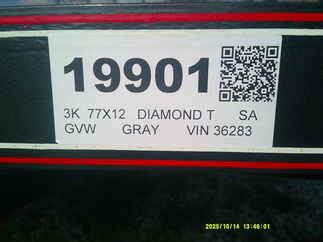 19901
3K 77X12 DIAMOND T SA
GVW GRAY VIN 36283
2025/10/14 13:46:01